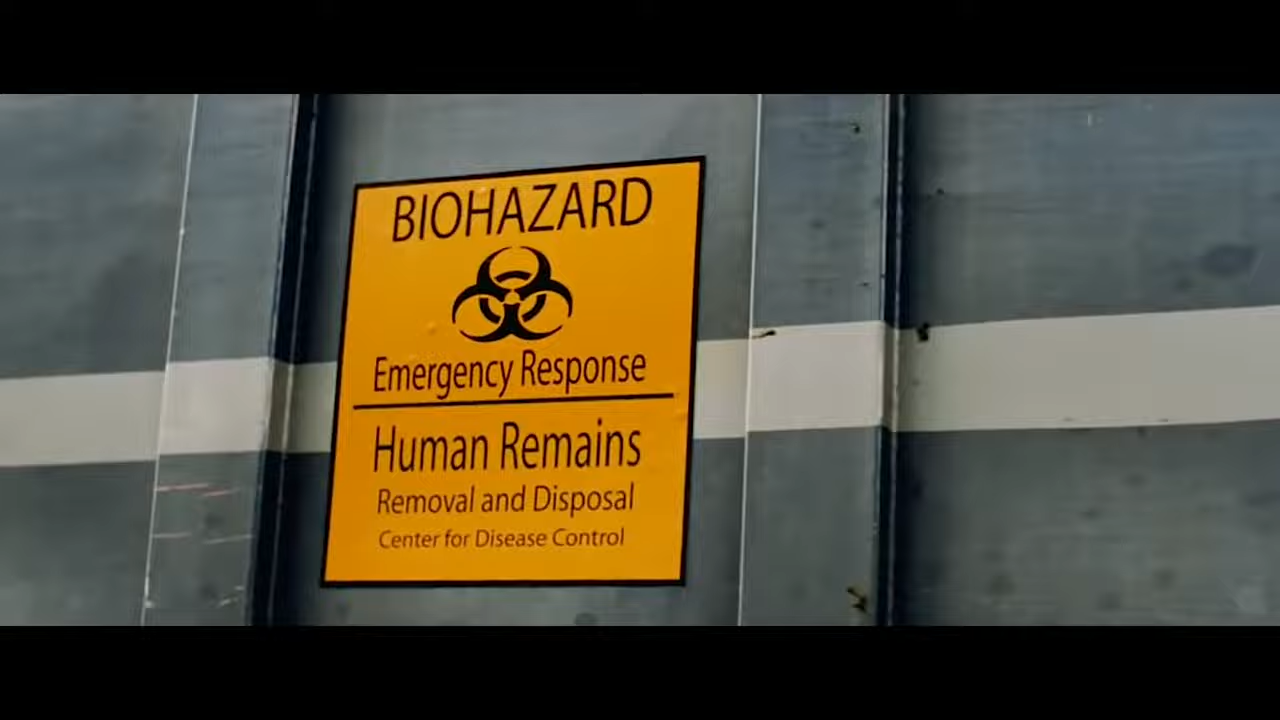 BIOHAZARD
Emergency Response
Human Remains
Removal and Disposal
Center for Disease Control